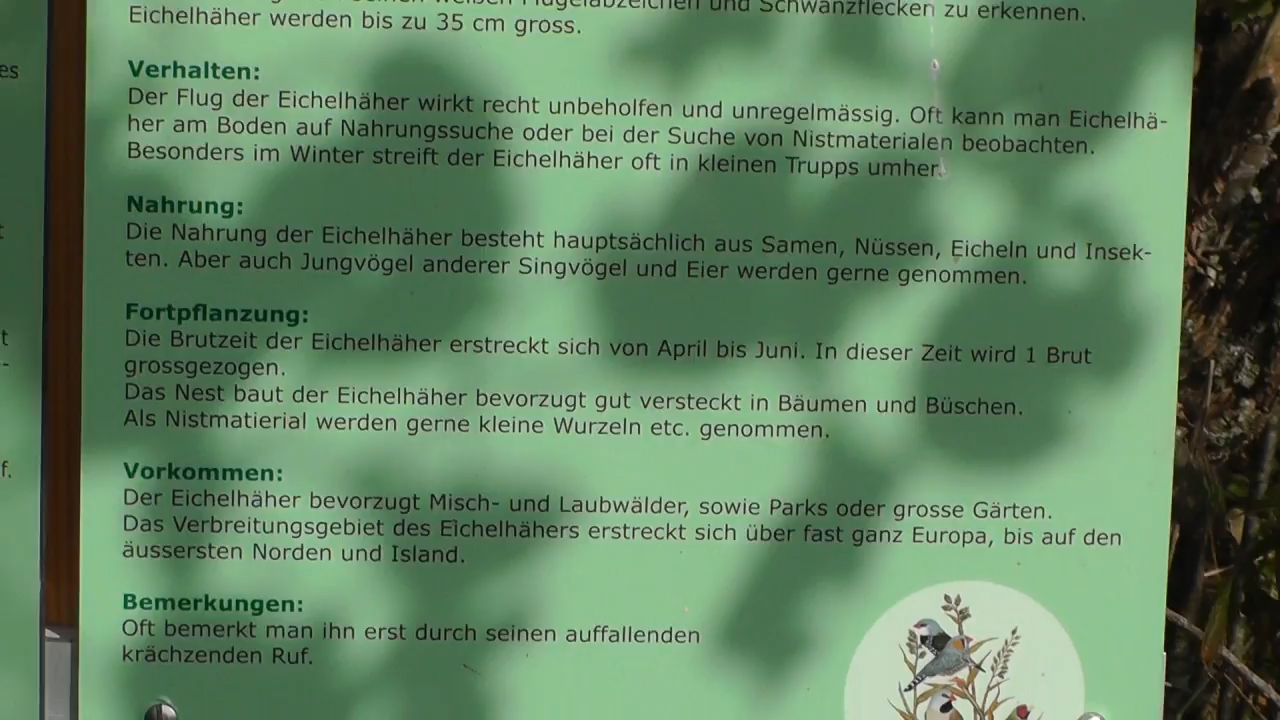 weißen Flügelabzeichen und Schwanzflecken zu erkennen.
Eichelhäher werden bis zu 35 cm gross.
Verhalten:
Der Flug der Eichelhäher wirkt recht unbeholfen und unregelmässig. Oft kann man Eichelhä-
her am Boden auf Nahrungssuche oder bei der Suche von Nistmaterialen beobachten.
Besonders im Winter streift der Eichelhäher oft in kleinen Trupps umher.
Nahrung:
Die Nahrung der Eichelhäher besteht hauptsächlich aus Samen, Nüssen, Eicheln und Insek-
ten. Aber auch Jungvögel anderer Singvögel und Eier werden gerne genommen.
Fortpflanzung:
Die Brutzeit der Eichelhäher erstreckt sich von April bis Juni. In dieser Zeit wird 1 Brut
grossgezogen.
Das Nest baut der Eichelhäher bevorzugt gut versteckt in Bäumen und Büschen.
Als Nistmatierial werden gerne kleine Wurzeln etc. genommen.
Vorkommen:
Der Eichelhäher bevorzugt Misch- und Laubwälder, sowie Parks oder grosse Gärten.
Das Verbreitungsgebiet des Eichelhähers erstreckt sich über fast ganz Europa, bis auf den
äussersten Norden und Island.
Bemerkungen:
Oft bemerkt man ihn erst durch seinen auffallenden
krächzenden Ruf.